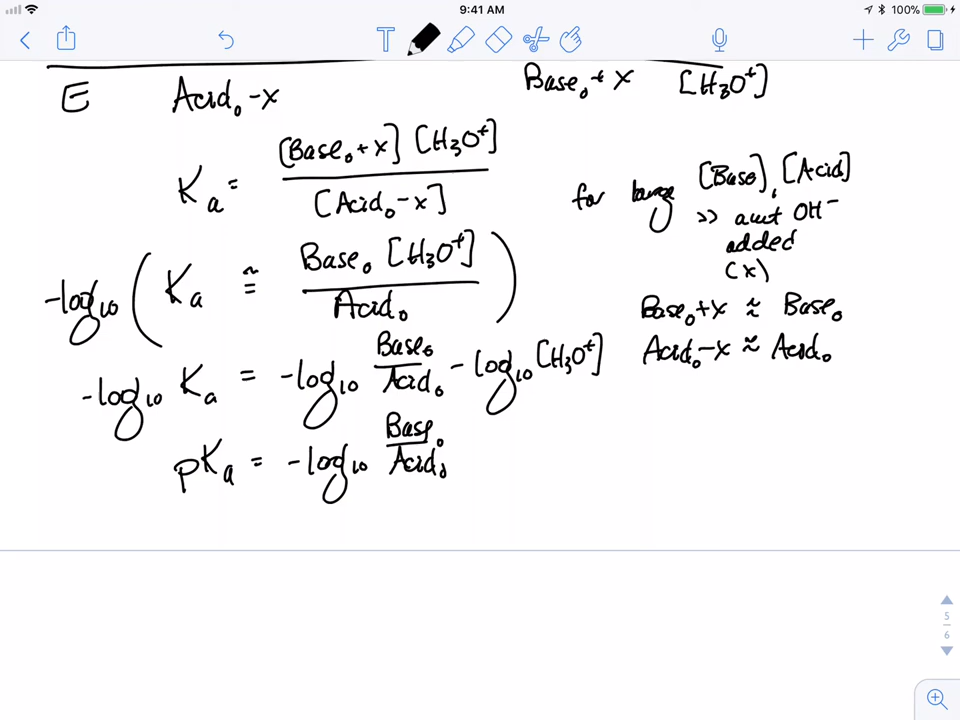 9:41 AM
100%
T
Base₀ + x [H₃O⁺]
E Acid₀ - x
Kₐ = [Base₀ + x] [H₃O⁺] / [Acid₀ - x]
for large [Base], [Acid]
>> amt OH⁻
added
(x)
-log₁₀ ( Kₐ ≅ Base₀ [H₃O⁺] / Acid₀ )
Base₀ + x ≈ Base₀
Acid₀ - x ≈ Acid₀
-log₁₀ Kₐ = -log₁₀ Base₀ / Acid₀ - log₁₀ [H₃O⁺]
pKₐ = -log₁₀ Base₀ / Acid₀
5
6